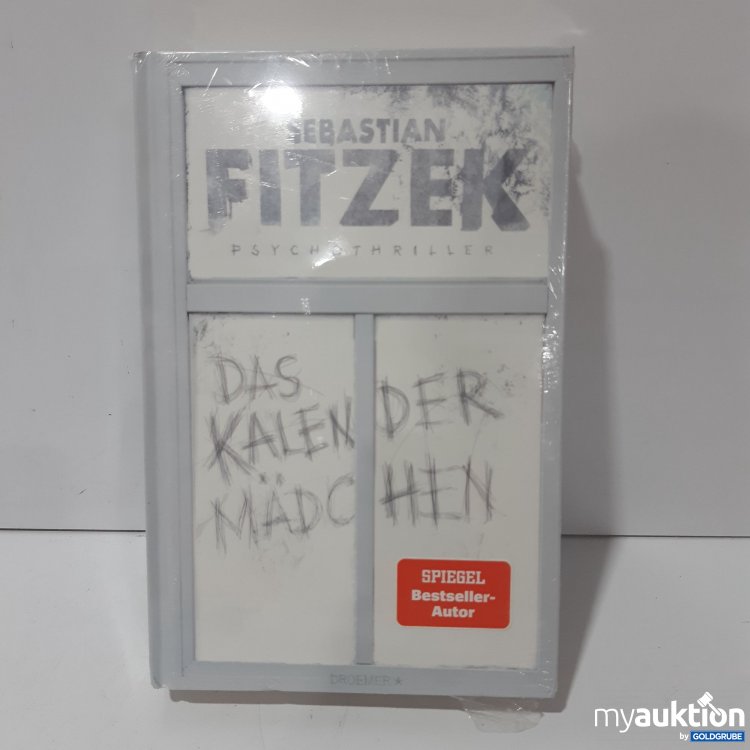 SEBASTIAN
FITZEK
PSYCHOTHRILLER
DAS
KALENDER
MÄDCHEN
SPIEGEL
Bestseller-
Autor
DROEMER★
myauktion
by GOLDGRUBE